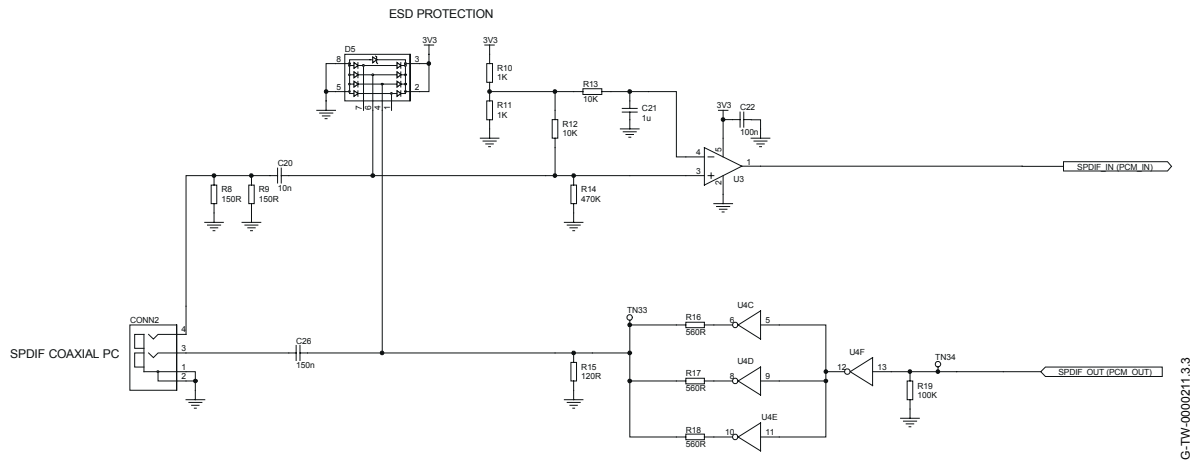 ESD PROTECTION
D5
3V3
8
3
5
2
7
6
4
1
3V3
R10
1K
R11
1K
R12
10K
R13
10K
C21
1u
3V3
C22
100n
4
5
3
2
1
U3
SPDIF_IN (PCM_IN)
R8
150R
R9
150R
C20
10n
R14
470K
CONN2
4
3
1
2
SPDIF COAXIAL PC
C26
150n
R15
120R
TN33
R16
560R
R17
560R
R18
560R
U4C
6
5
U4D
8
9
U4E
10
11
U4F
12
13
TN34
R19
100K
SPDIF_OUT (PCM_OUT)
G-TW-0000211.3.3